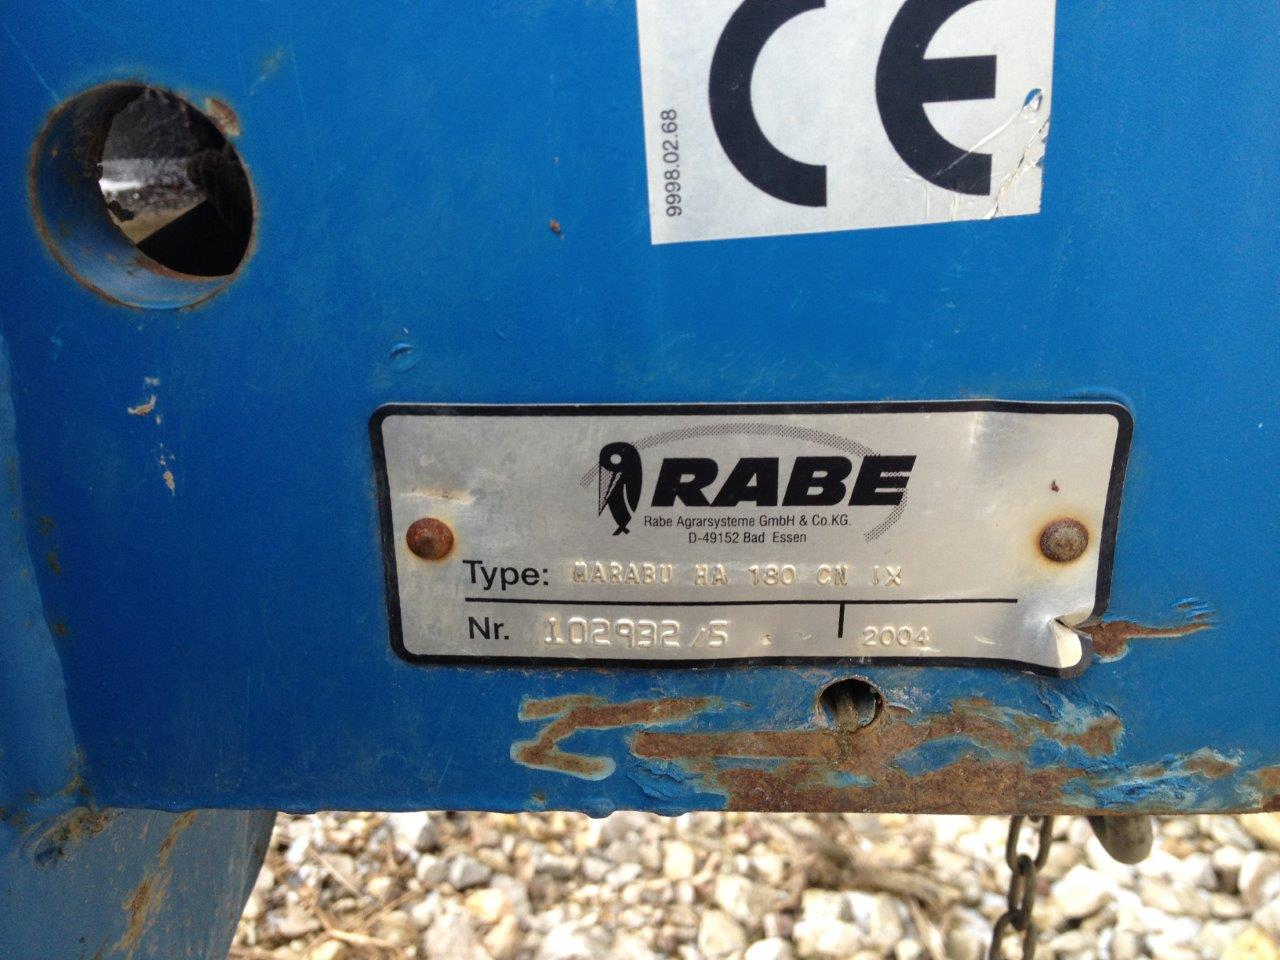 CE
9998.02.68
RABE
Rabe Agrarsysteme GmbH & Co.KG.
D-49152 Bad Essen
Type: MARABU HA 180 CN IX
Nr. 102932/5 2004